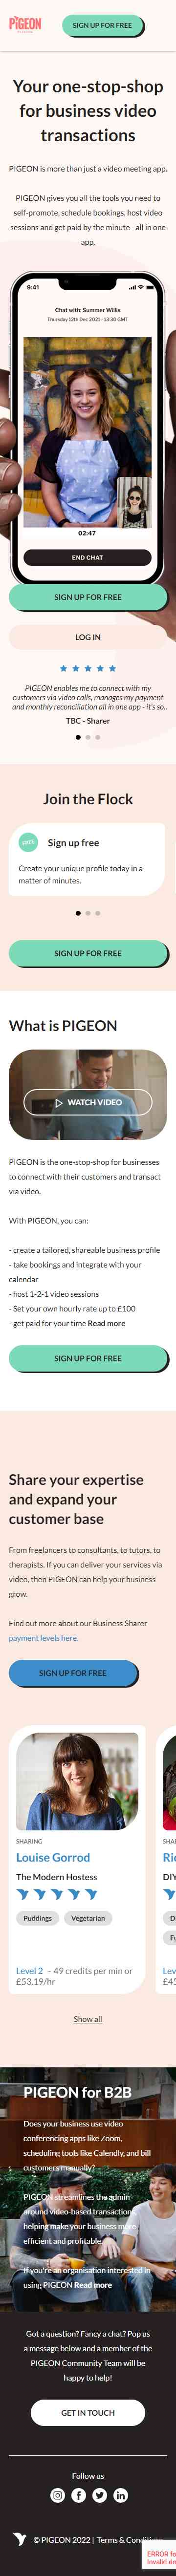 PIGEON
SIGN UP FOR FREE
Your one-stop-shop
for business video
transactions
PIGEON is more than just a video meeting app.
PIGEON gives you all the tools you need to
self-promote, schedule bookings, host video
sessions and get paid by the minute - all in one
app.
9:41
Chat with: Summer Willis
Thursday 12th Dec 2021 - 13:30 GMT
02:47
END CHAT
SIGN UP FOR FREE
LOG IN
PIGEON enables me to connect with my
customers via video calls, manages my payment
and monthly reconciliation all in one app - it's so..
TBC - Sharer
Join the Flock
FREE
Sign up free
Create your unique profile today in a
matter of minutes.
SIGN UP FOR FREE
What is PIGEON
WATCH VIDEO
PIGEON is the one-stop-shop for businesses
to connect with their customers and transact
via video.
With PIGEON, you can:
- create a tailored, shareable business profile
- take bookings and integrate with your
calendar
- host 1-2-1 video sessions
- Set your own hourly rate up to £100
- get paid for your time Read more
SIGN UP FOR FREE
Share your expertise
and expand your
customer base
From freelancers to consultants, to tutors, to
therapists. If you can deliver your services via
video, then PIGEON can help your business
grow.
Find out more about our Business Sharer
payment levels here.
SIGN UP FOR FREE
SHARING
Louise Gorrod
The Modern Hostess
Puddings
Vegetarian
Level 2 - 49 credits per min or
£53.19/hr
SHAR
Ric
DIY
D
Fu
Lev
£45
Show all
PIGEON for B2B
Does your business use video
conferencing apps like Zoom,
scheduling tools like Calendly, and bill
customers manually?
PIGEON streamlines the admin
around video-based transactions,
helping make your business more
efficient and profitable.
If you're an organisation interested in
using PIGEON Read more
Got a question? Fancy a chat? Pop us
a message below and a member of the
PIGEON Community Team will be
happy to help!
GET IN TOUCH
Follow us
© PIGEON 2022 | Terms & Conditions
ERROR fo
Invalid do